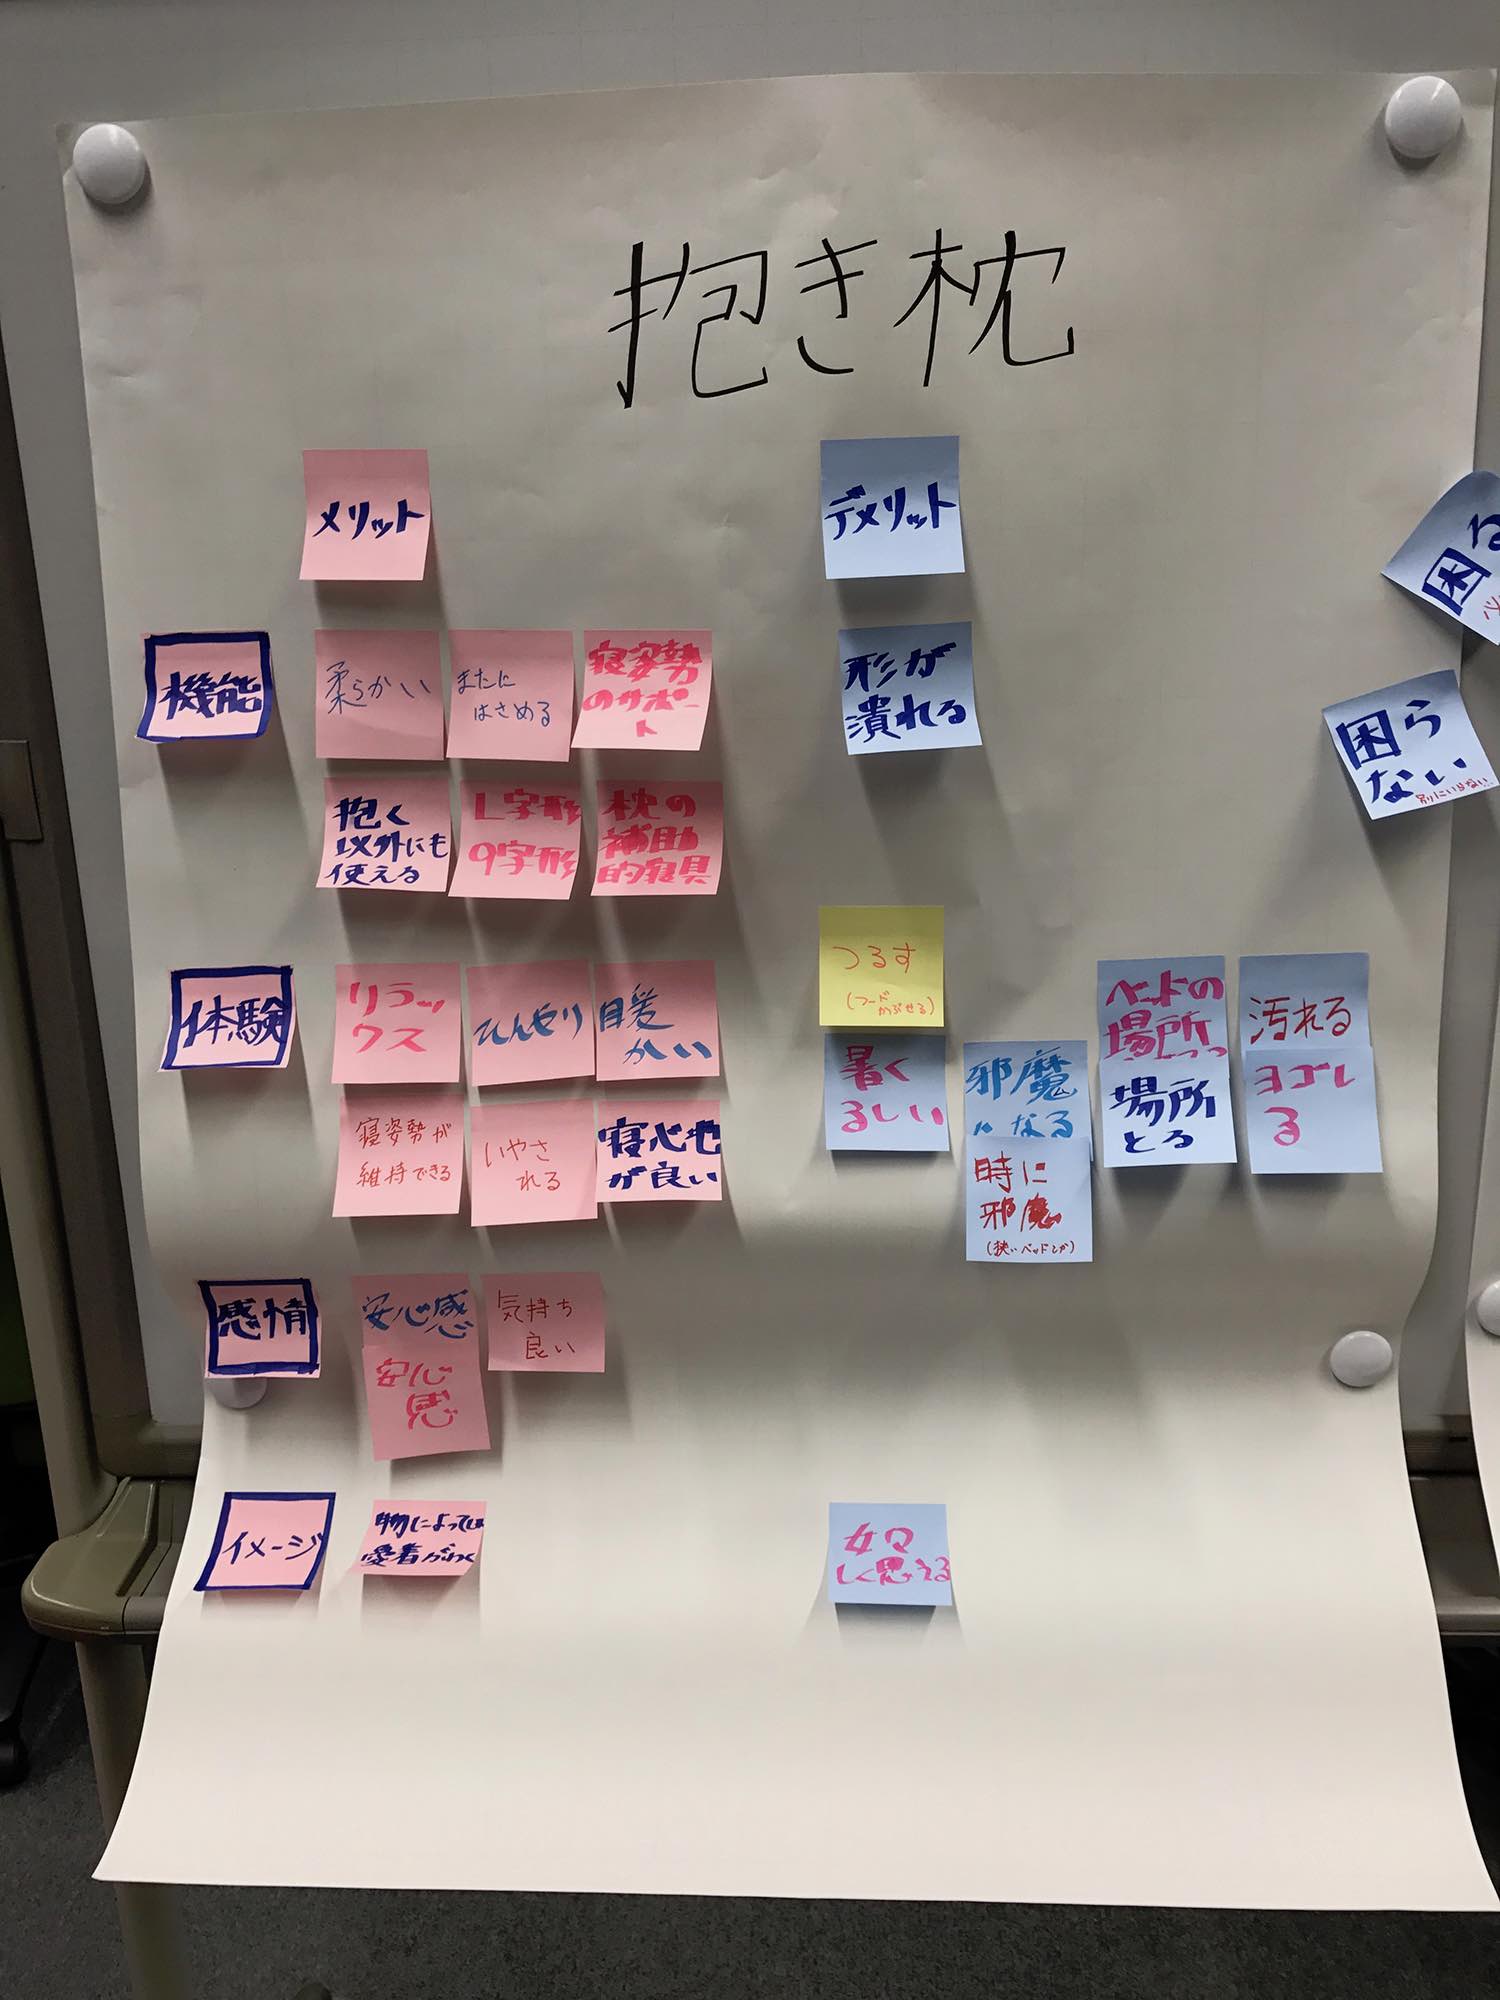 抱き枕
メリット
デメリット
困る
機能
柔らかい
またに
はさめる
寝姿勢
のサポー
ト
形が
潰れる
困ら
ない
別にいらない
抱く
以外にも
使える
L字形
9字形
枕の
補助
的寝具
体験
リラッ
クス
ひんやり
暖
かい
つるす
(フード
かぶせる)
暑く
るしい
邪魔
になる
時に
邪魔
(狭いベッドとか)
ベットの
場所
場所
とる
汚れる
ヨゴレ
る
寝姿勢が
維持できる
いやさ
れる
寝心地
が良い
感情
安心感
安心
感
気持ち
良い
イメージ
物によっては
愛着がわく
女々
しく思える